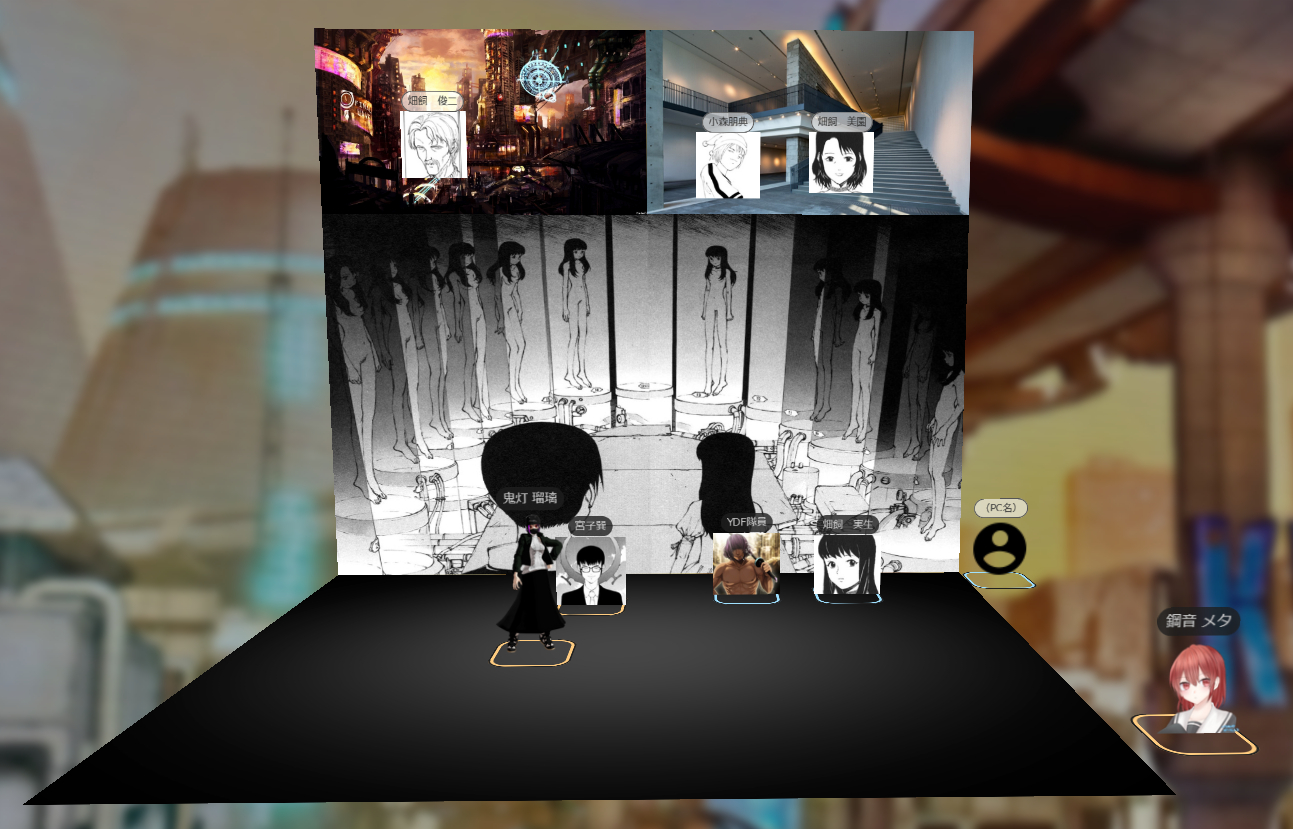 畑飼　俊二
小森朋典
畑飼　美園
鬼灯 瑠璃
宮子巽
YDF隊員
畑飼　実生
（PC名）
鋼音 メタ